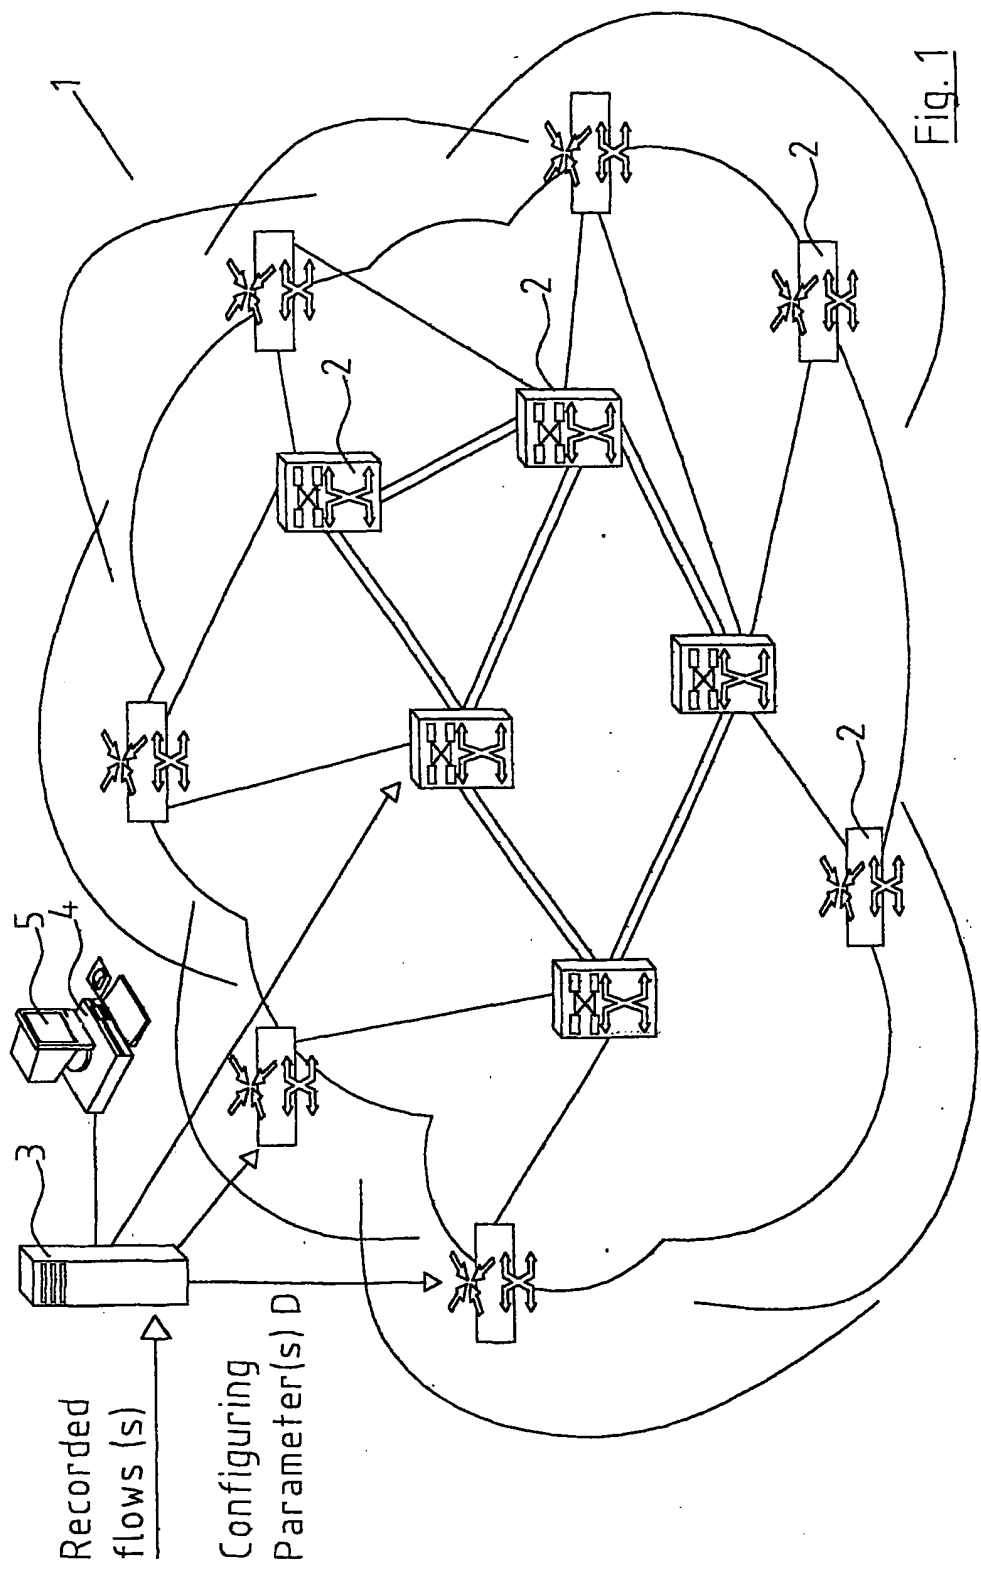 1
2
2
2
2
5
4
3
Recorded
flows (s)
Configuring
Parameter(s) D
Fig. 1